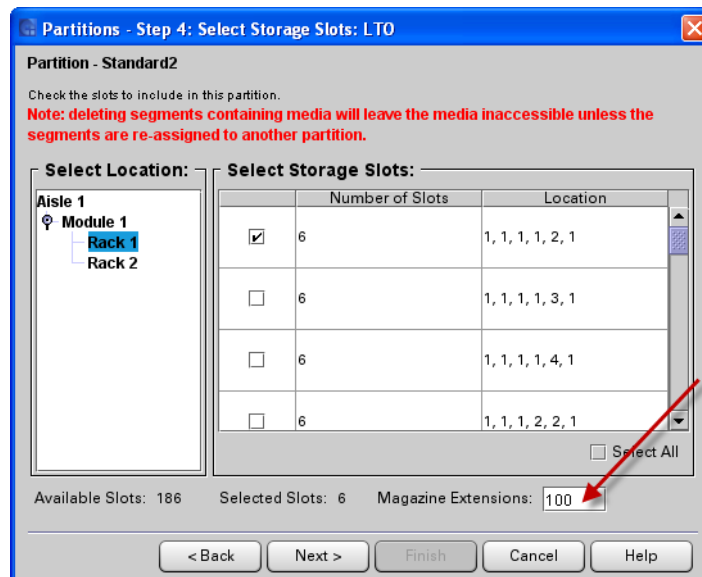 Partitions - Step 4: Select Storage Slots: LTO
Partition - Standard2
Check the slots to include in this partition.
Note: deleting segments containing media will leave the media inaccessible unless the
segments are re-assigned to another partition.
Select Location:
Select Storage Slots:
Aisle 1
Module 1
Rack 1
Rack 2
Number of Slots Location
6 1, 1, 1, 1, 2, 1
6 1, 1, 1, 1, 3, 1
6 1, 1, 1, 1, 4, 1
6 1, 1, 1, 2, 2, 1
Select All
Available Slots: 186 Selected Slots: 6 Magazine Extensions: 100
< Back Next > Finish Cancel Help